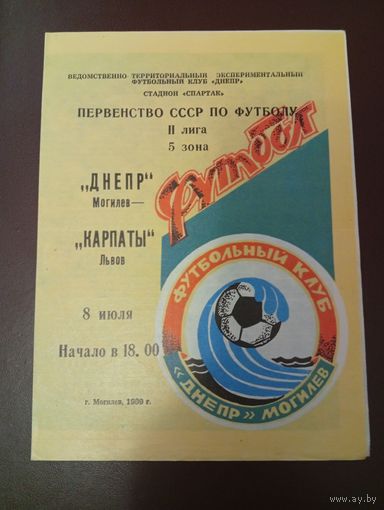 ВЕДОМСТВЕННО-ТЕРРИТОРИАЛЬНЫЙ ЭКСПЕРИМЕНТАЛЬНЫЙ
ФУТБОЛЬНЫЙ КЛУБ «ДНЕПР»
СТАДИОН «СПАРТАК»
ПЕРВЕНСТВО СССР ПО ФУТБОЛУ
II лига
5 зона
Футбол
„ДНЕПР"
Могилев—
„КАРПАТЫ"
Львов
8 июля
Начало в 18.00
г. Могилев, 1989 г.
ФУТБОЛЬНЫЙ КЛУБ
«ДНЕПР» МОГИЛЕВ
www.ay.by